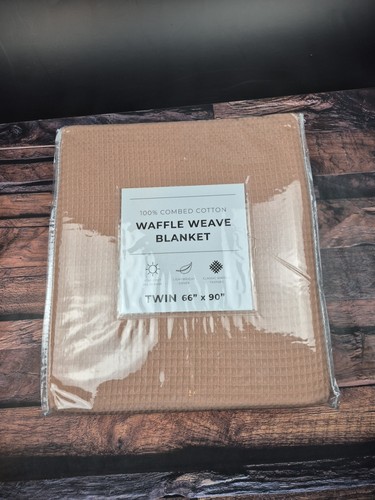 100% COMBED COTTON
WAFFLE WEAVE
BLANKET
TWIN 66" x 90"